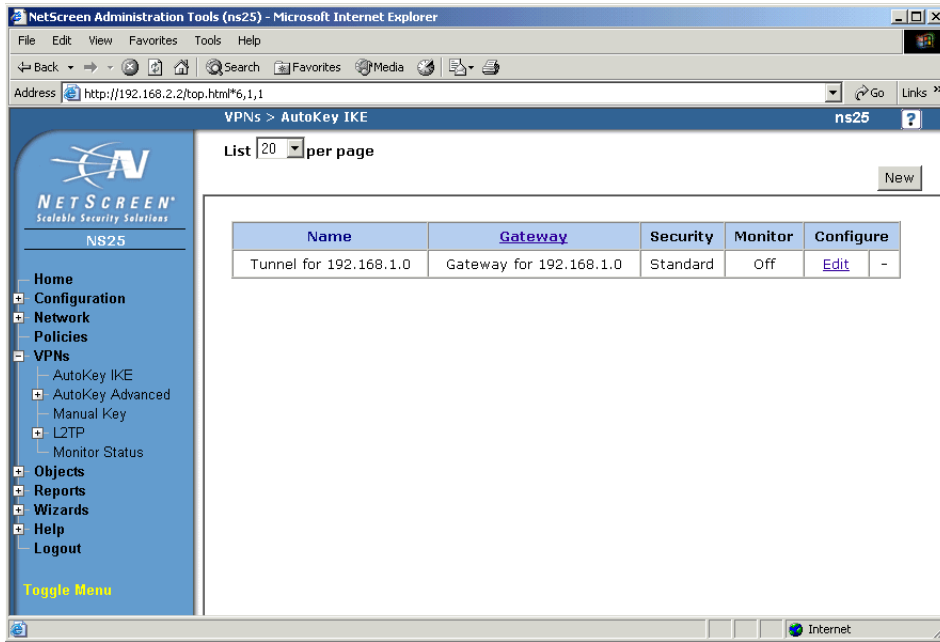 NetScreen Administration Tools (ns25) - Microsoft Internet Explorer
File Edit View Favorites Tools Help
Back Search Favorites Media
Address http://192.168.2.2/top.html*6,1,1 Go Links »
VPNs > AutoKey IKE ns25 ?
List 20 per page
New
N
NETSCREEN
Scalable Security Solutions
NS25
Name Gateway Security Monitor Configure
Tunnel for 192.168.1.0 Gateway for 192.168.1.0 Standard Off Edit -
Home
Configuration
Network
Policies
VPNs
AutoKey IKE
AutoKey Advanced
Manual Key
L2TP
Monitor Status
Objects
Reports
Wizards
Help
Logout
Toggle Menu
Internet